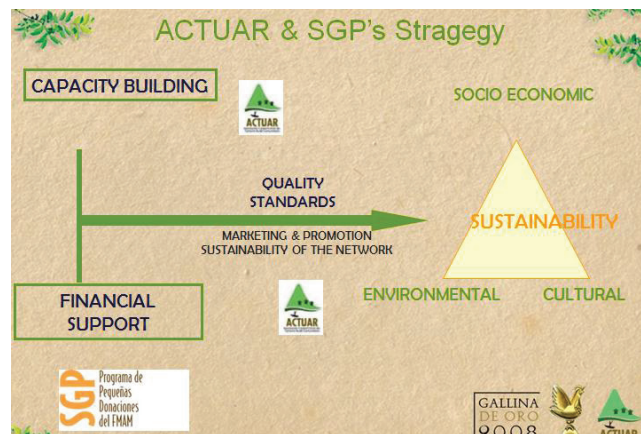 ACTUAR & SGP's Stragegy
CAPACITY BUILDING
ACTUAR
SOCIO ECONOMIC
QUALITY
STANDARDS
MARKETING & PROMOTION
SUSTAINABILITY OF THE NETWORK
SUSTAINABILITY
ENVIRONMENTAL
CULTURAL
FINANCIAL
SUPPORT
ACTUAR
SGP
Programa de
Pequeñas
Donaciones
del FMAM
GALLINA
DE ORO
2008
ACTUAR